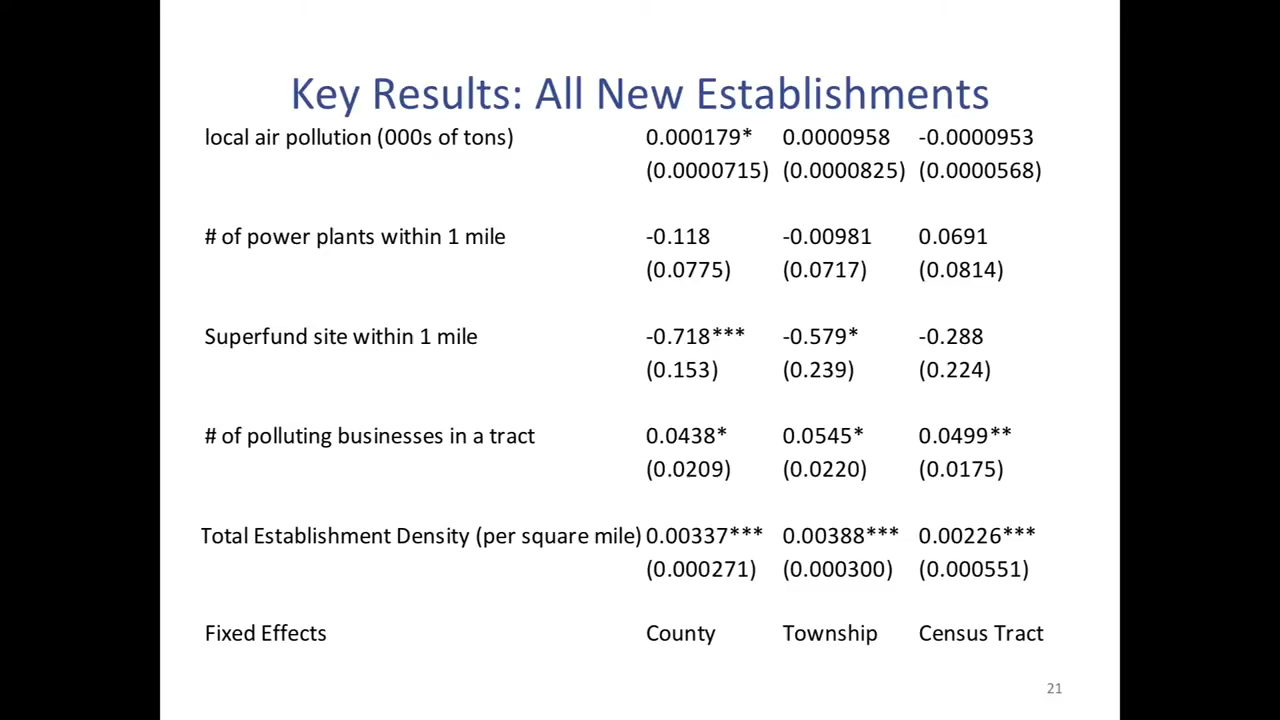 Key Results: All New Establishments
local air pollution (000s of tons) 0.000179* 0.0000958 -0.0000953
(0.0000715) (0.0000825) (0.0000568)
# of power plants within 1 mile -0.118 -0.00981 0.0691
(0.0775) (0.0717) (0.0814)
Superfund site within 1 mile -0.718*** -0.579* -0.288
(0.153) (0.239) (0.224)
# of polluting businesses in a tract 0.0438* 0.0545* 0.0499**
(0.0209) (0.0220) (0.0175)
Total Establishment Density (per square mile) 0.00337*** 0.00388*** 0.00226***
(0.000271) (0.000300) (0.000551)
Fixed Effects County Township Census Tract
21